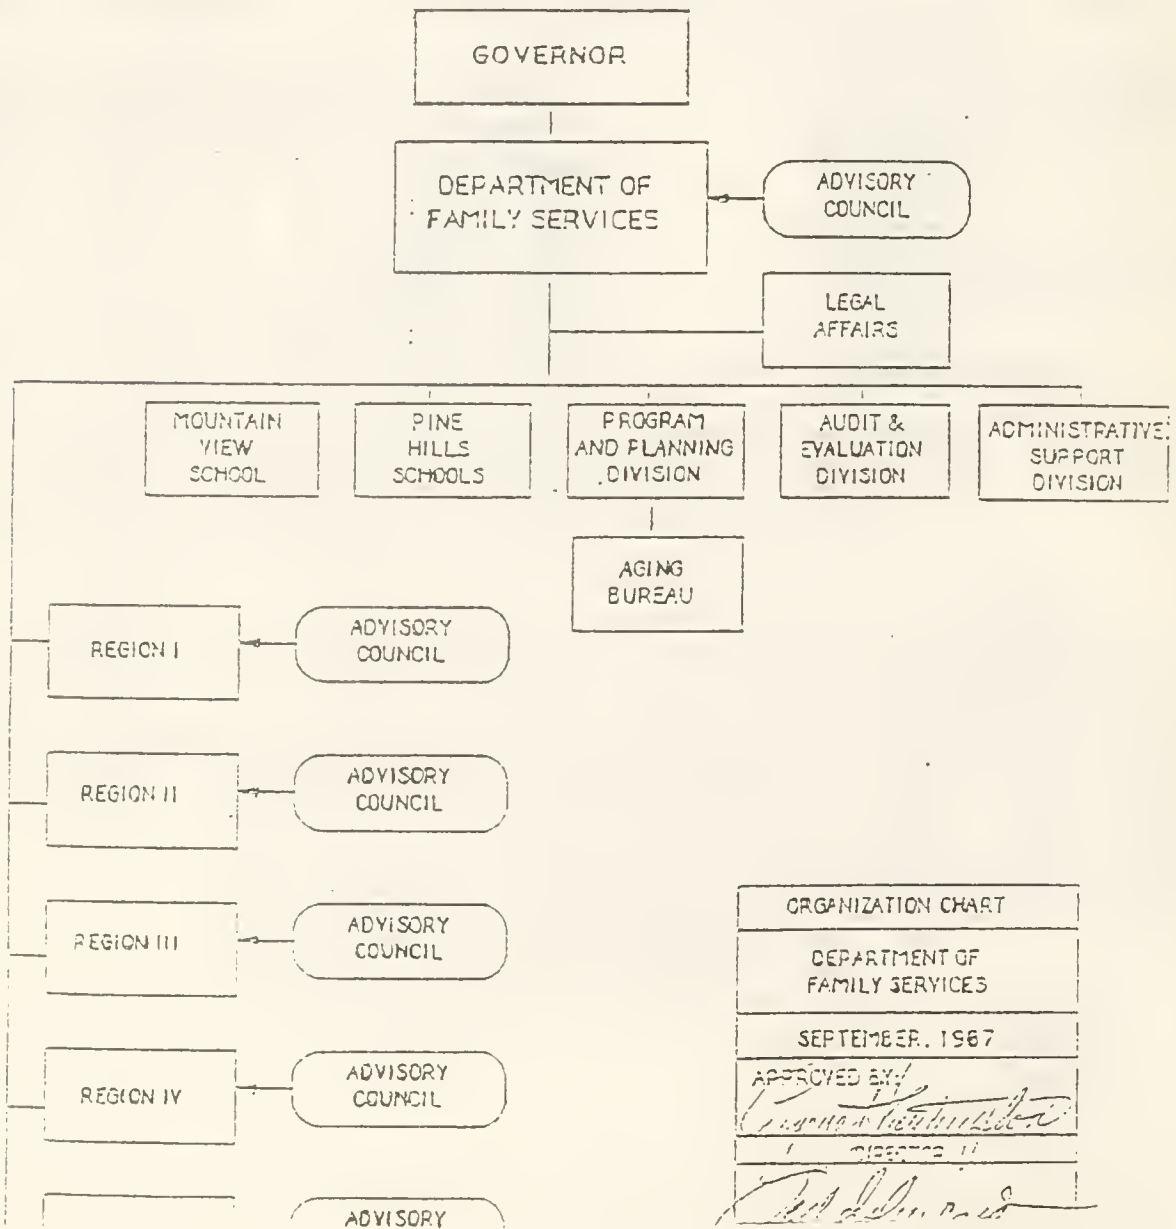 GOVERNOR
DEPARTMENT OF
FAMILY SERVICES
ADVISORY
COUNCIL
LEGAL
AFFAIRS
MOUNTAIN
VIEW
SCHOOL
PINE
HILLS
SCHOOLS
PROGRAM
AND PLANNING
DIVISION
AUDIT &
EVALUATION
DIVISION
ADMINISTRATIVE
SUPPORT
DIVISION
AGING
BUREAU
REGION I
ADVISORY
COUNCIL
REGION II
ADVISORY
COUNCIL
REGION III
ADVISORY
COUNCIL
REGION IV
ADVISORY
COUNCIL
ADVISORY
ORGANIZATION CHART
DEPARTMENT OF
FAMILY SERVICES
SEPTEMBER, 1987
APPROVED BY:
DIRECTOR